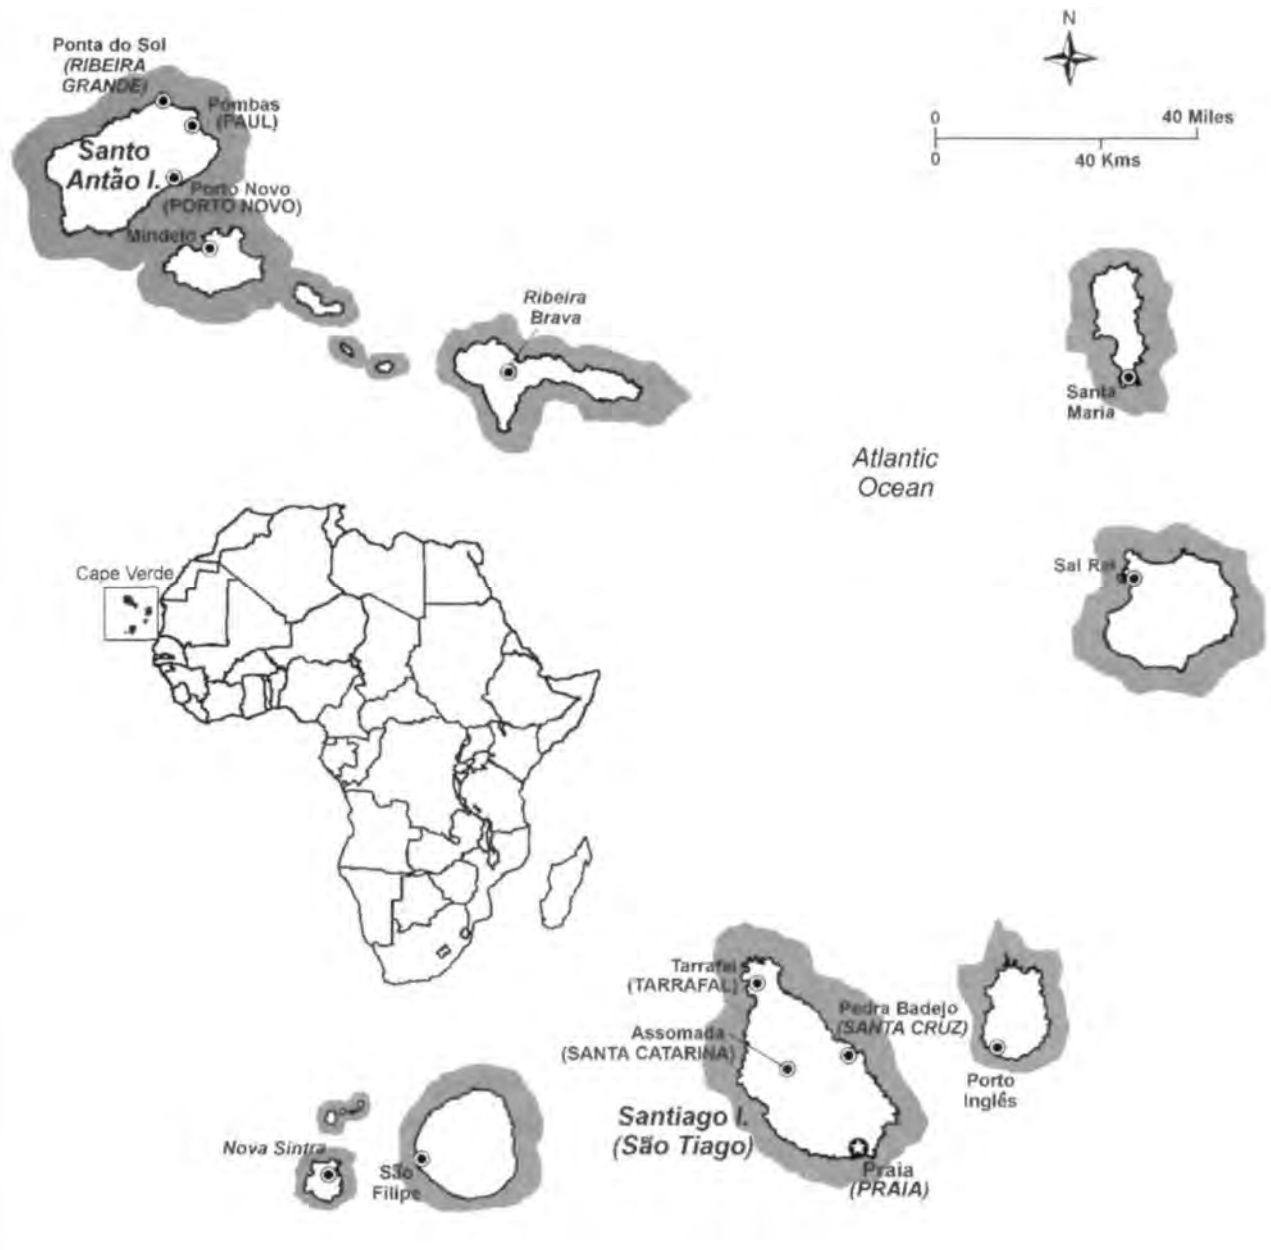 N
Ponta do Sol
(RIBEIRA
GRANDE)
Pombas
(PAUL)
0
40 Miles
0
40 Kms
Santo
Antão I.
Porto Novo
(PORTO NOVO)
Mindelo
Ribeira
Brava
Santa
Maria
Atlantic
Ocean
Sal Rei
Cape Verde
Tarrafal
(TARRAFAL)
Pedra Badejo
(SANTA CRUZ)
Assomada
(SANTA CATARINA)
Porto
Inglês
Santiago I.
(São Tiago)
Nova Sintra
São
Filipe
Praia
(PRAIA)